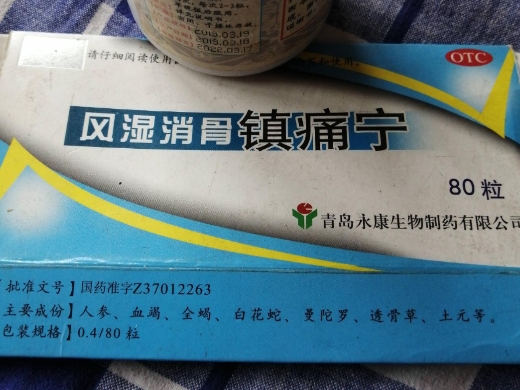 2019.03.19
2019.03.18
2022.03.17
请仔细阅读使用
OTC
风湿消骨镇痛宁
80粒
青岛永康生物制药有限公司
批准文号】国药准字Z37012263
主要成份】人参、血竭、全蝎、白花蛇、曼陀罗、透骨草、土元等。
包装规格】0.4/80粒